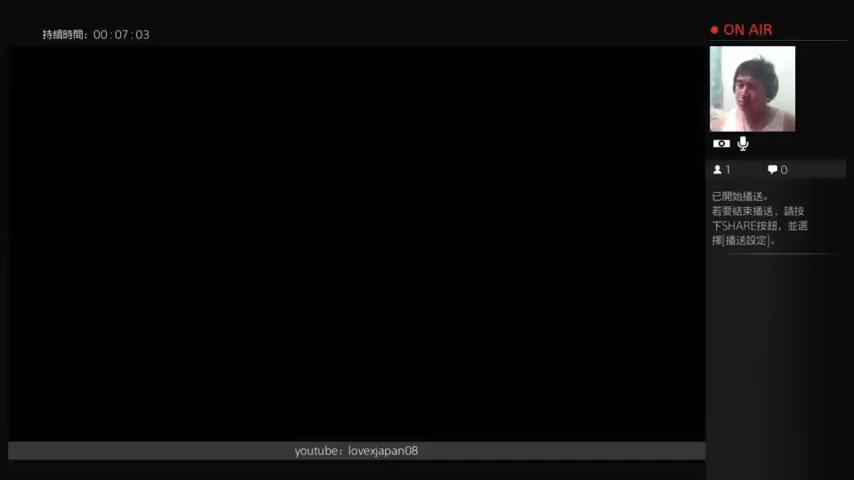 持續時間: 00:07:03
ON AIR
1 0
已開始播送。
若要結束播送，請按
下SHARE按鈕，並選
擇[播送設定]。
youtube: lovexjapan08